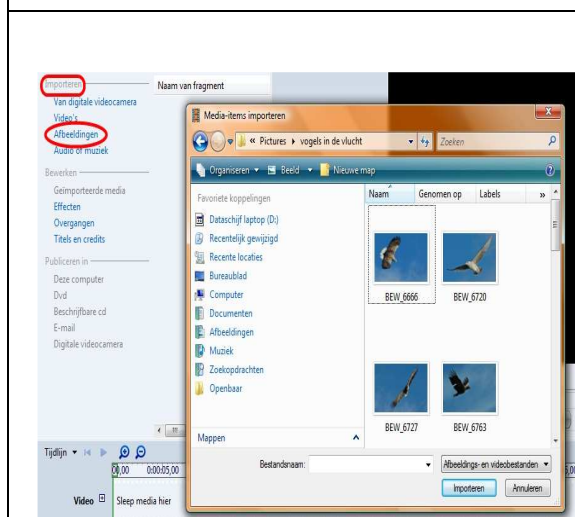 Importeren
Van digitale videocamera
Video's
Afbeeldingen
Audio of muziek
Bewerken
Geïmporteerde media
Effecten
Overgangen
Titels en credits
Publiceren in
Deze computer
Dvd
Beschrijfbare cd
E-mail
Digitale videocamera
Naam van fragment
Media-items importeren
« Pictures ▸ vogels in de vlucht
Zoeken
Organiseren Beeld Nieuwe map
Favoriete koppelingen
Dataschijf laptop (D:)
Recentelijk gewijzigd
Recente locaties
Bureaublad
Computer
Documenten
Afbeeldingen
Muziek
Zoekopdrachten
Openbaar
Mappen
Naam Genomen op Labels »
BEW_6666 BEW_6720
BEW_6727 BEW_6763
Bestandsnaam: Afbeeldings- en videobestanden
Importeren Annuleren
Tijdlijn
0:00:05,00
Video Sleep media hier